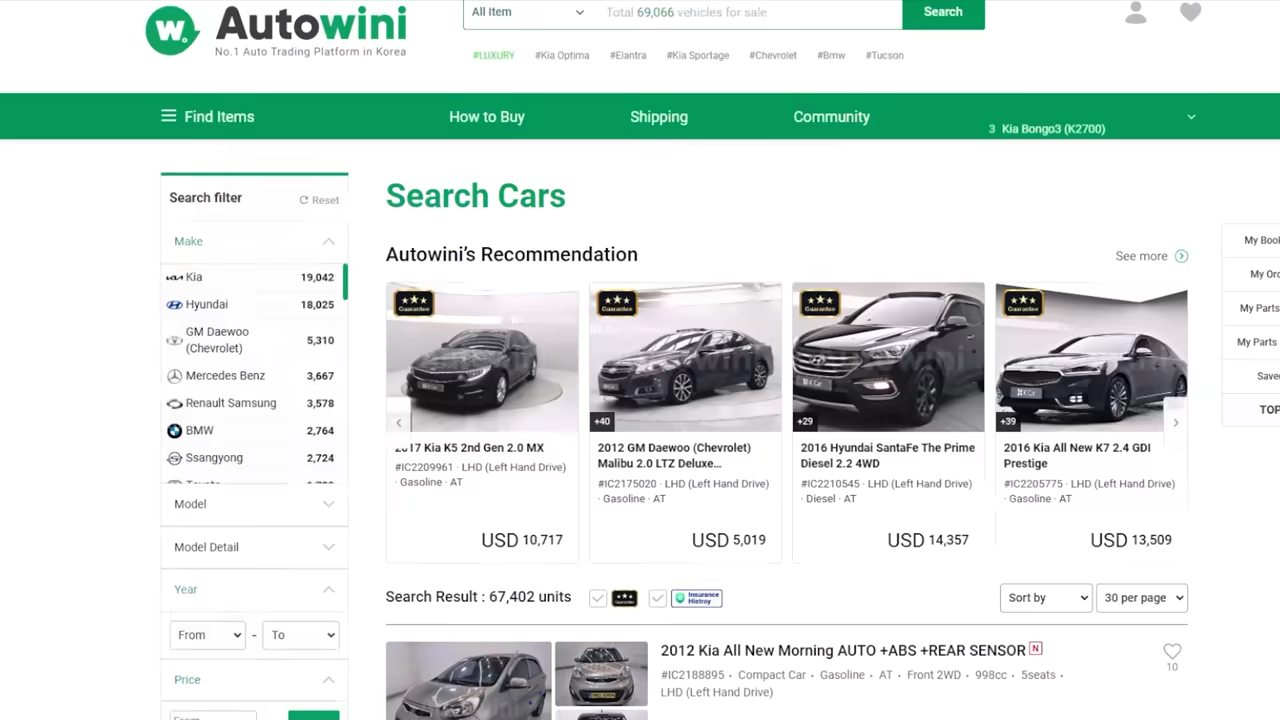 w. Autowini
No.1 Auto Trading Platform in Korea
All Item
Total 69,066 vehicles for sale
Search
#LUXURY #Kia Optima #Elantra #Kia Sportage #Chevrolet #Bmw #Tucson
Find Items
How to Buy
Shipping
Community
3 Kia Bongo3 (K2700)
Search filter
Reset
Make
Kia 19,042
Hyundai 18,025
GM Daewoo
(Chevrolet) 5,310
Mercedes Benz 3,667
Renault Samsung 3,578
BMW 2,764
Ssangyong 2,724
Model
Model Detail
Year
From - To
Price
Search Cars
Autowini's Recommendation
See more
Guarantee
2017 Kia K5 2nd Gen 2.0 MX
#IC2209961 · LHD (Left Hand Drive)
· Gasoline · AT
USD 10,717
Guarantee
+40
2012 GM Daewoo (Chevrolet)
Malibu 2.0 LTZ Deluxe...
#IC2175020 · LHD (Left Hand Drive)
· Gasoline · AT
USD 5,019
Guarantee
+29
2016 Hyundai SantaFe The Prime
Diesel 2.2 4WD
#IC2210545 · LHD (Left Hand Drive)
· Diesel · AT
USD 14,357
Guarantee
+39
2016 Kia All New K7 2.4 GDI
Prestige
#IC2205775 · LHD (Left Hand Drive)
· Gasoline · AT
USD 13,509
Search Result : 67,402 units
Insurance
Histroy
Sort by
30 per page
2012 Kia All New Morning AUTO +ABS +REAR SENSOR N
#IC2188895 · Compact Car · Gasoline · AT · Front 2WD · 998cc · 5seats ·
LHD (Left Hand Drive)
10
My Boo
My Or
My Parts
My Parts
Save
TOP